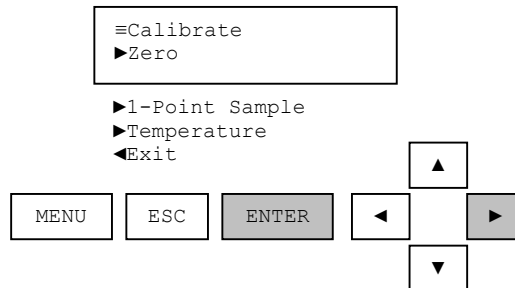 ≡Calibrate
►Zero
►1-Point Sample
►Temperature
◄Exit
▲
MENU ESC ENTER ◄ ►
▼